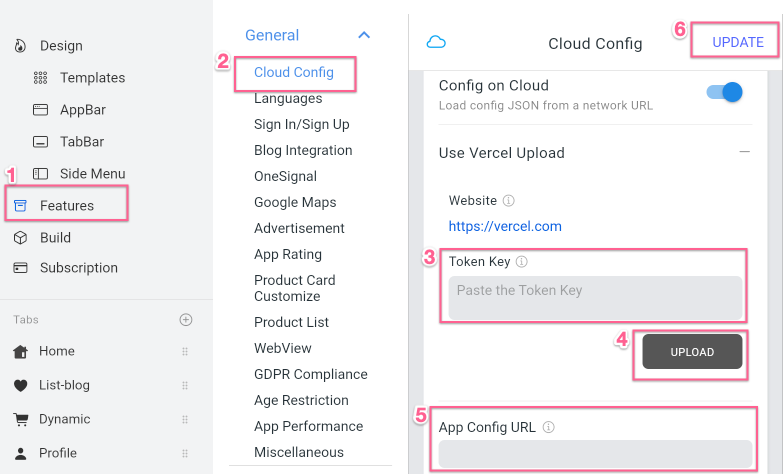 Design
Templates
AppBar
TabBar
Side Menu
1
Features
Build
Subscription
Tabs
Home
List-blog
Dynamic
Profile
General
2
Cloud Config
Languages
Sign In/Sign Up
Blog Integration
OneSignal
Google Maps
Advertisement
App Rating
Product Card
Customize
Product List
WebView
GDPR Compliance
Age Restriction
App Performance
Miscellaneous
Cloud Config
6
UPDATE
Config on Cloud
Load config JSON from a network URL
Use Vercel Upload
Website
https://vercel.com
3
Token Key
Paste the Token Key
4
UPLOAD
5
App Config URL